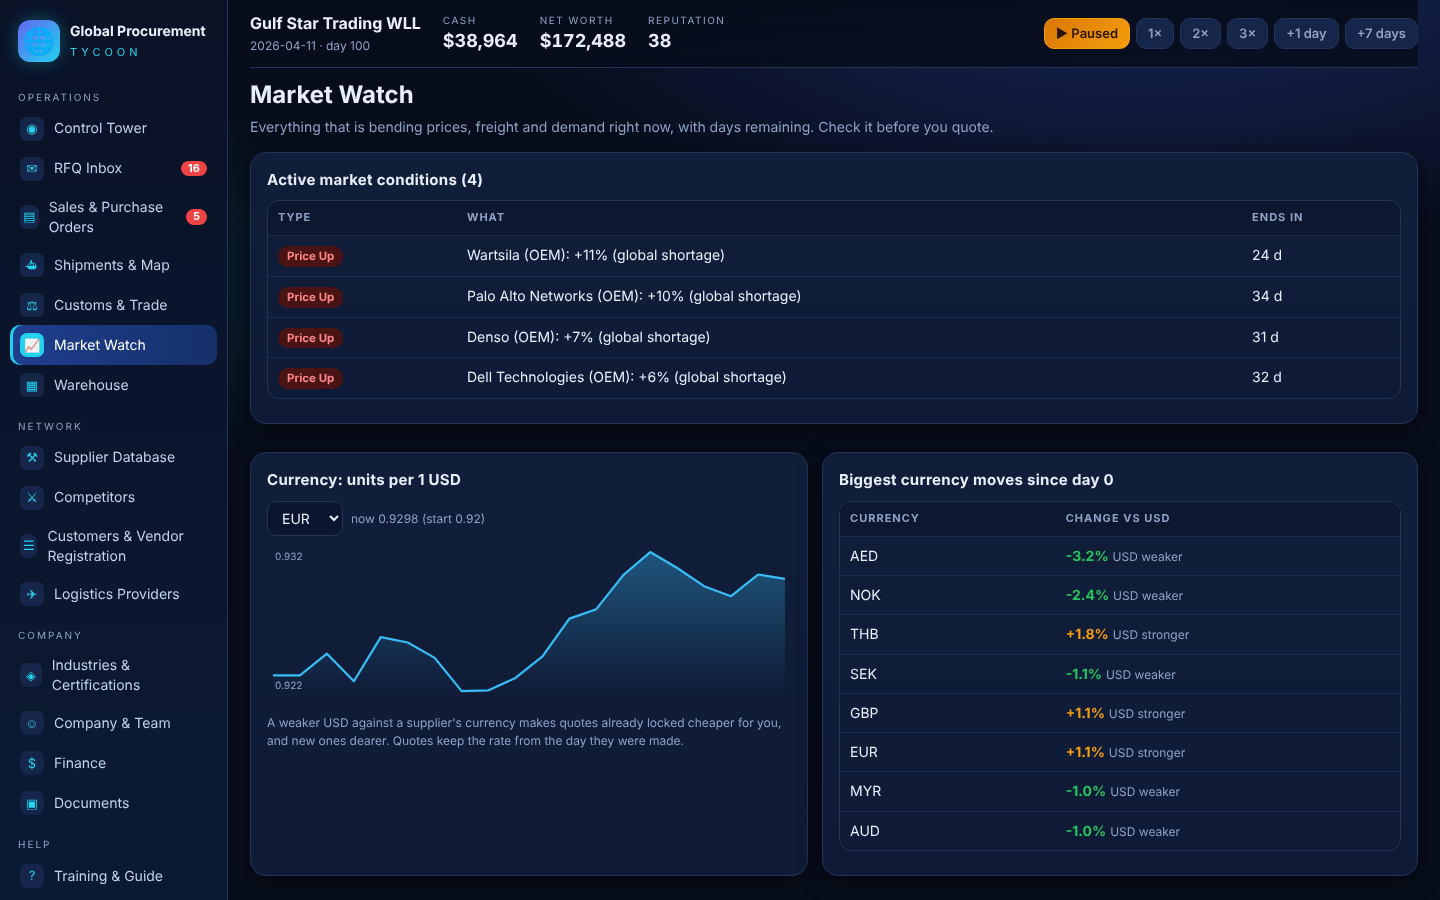 Global Procurement
TYCOON
OPERATIONS
Control Tower
RFQ Inbox 16
Sales & Purchase
Orders 5
Shipments & Map
Customs & Trade
Market Watch
Warehouse
NETWORK
Supplier Database
Competitors
Customers & Vendor
Registration
Logistics Providers
COMPANY
Industries &
Certifications
Company & Team
$ Finance
Documents
HELP
? Training & Guide
Gulf Star Trading WLL
2026-04-11 · day 100
CASH
$38,964
NET WORTH
$172,488
REPUTATION
38
▶ Paused 1× 2× 3× +1 day +7 days
Market Watch
Everything that is bending prices, freight and demand right now, with days remaining. Check it before you quote.
Active market conditions (4)
TYPE WHAT ENDS IN
Price Up Wartsila (OEM): +11% (global shortage) 24 d
Price Up Palo Alto Networks (OEM): +10% (global shortage) 34 d
Price Up Denso (OEM): +7% (global shortage) 31 d
Price Up Dell Technologies (OEM): +6% (global shortage) 32 d
Currency: units per 1 USD
EUR now 0.9298 (start 0.92)
0.932
0.922
A weaker USD against a supplier's currency makes quotes already locked cheaper for you,
and new ones dearer. Quotes keep the rate from the day they were made.
Biggest currency moves since day 0
CURRENCY CHANGE VS USD
AED -3.2% USD weaker
NOK -2.4% USD weaker
THB +1.8% USD stronger
SEK -1.1% USD weaker
GBP +1.1% USD stronger
EUR +1.1% USD stronger
MYR -1.0% USD weaker
AUD -1.0% USD weaker